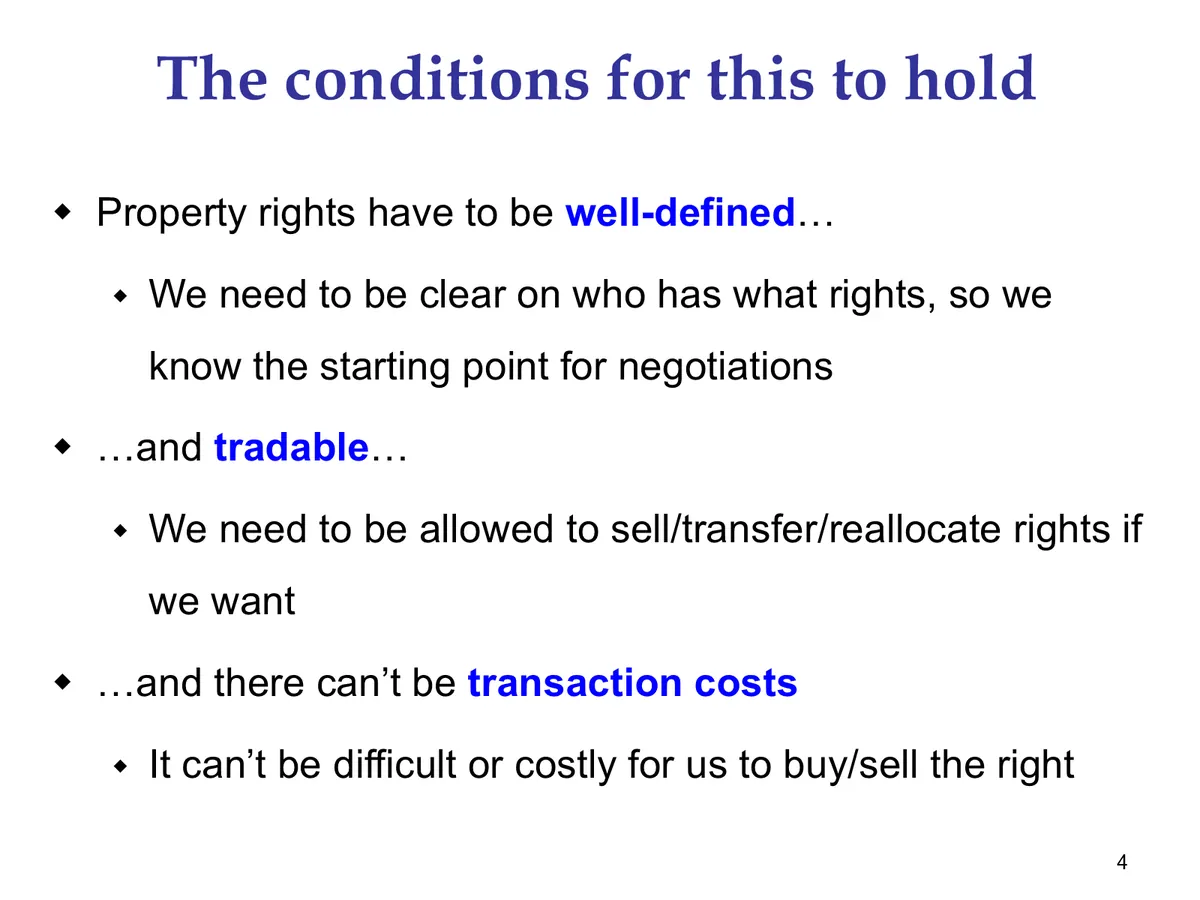 The conditions for this to hold
◆ Property rights have to be well-defined…
◆ We need to be clear on who has what rights, so we
know the starting point for negotiations
◆ …and tradable…
◆ We need to be allowed to sell/transfer/reallocate rights if
we want
◆ …and there can’t be transaction costs
◆ It can’t be difficult or costly for us to buy/sell the right
4